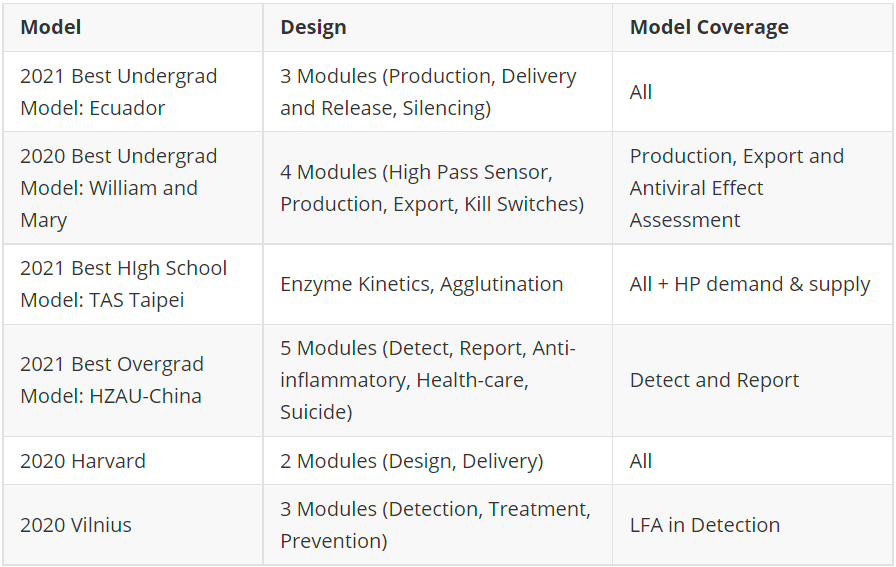 Model Design Model Coverage
2021 Best Undergrad
Model: Ecuador
3 Modules (Production, Delivery
and Release, Silencing)
All
2020 Best Undergrad
Model: William and
Mary
4 Modules (High Pass Sensor,
Production, Export, Kill Switches)
Production, Export and
Antiviral Effect
Assessment
2021 Best HIgh School
Model: TAS Taipei
Enzyme Kinetics, Agglutination
All + HP demand & supply
2021 Best Overgrad
Model: HZAU-China
5 Modules (Detect, Report, Anti-
inflammatory, Health-care,
Suicide)
Detect and Report
2020 Harvard
2 Modules (Design, Delivery)
All
2020 Vilnius
3 Modules (Detection, Treatment,
Prevention)
LFA in Detection